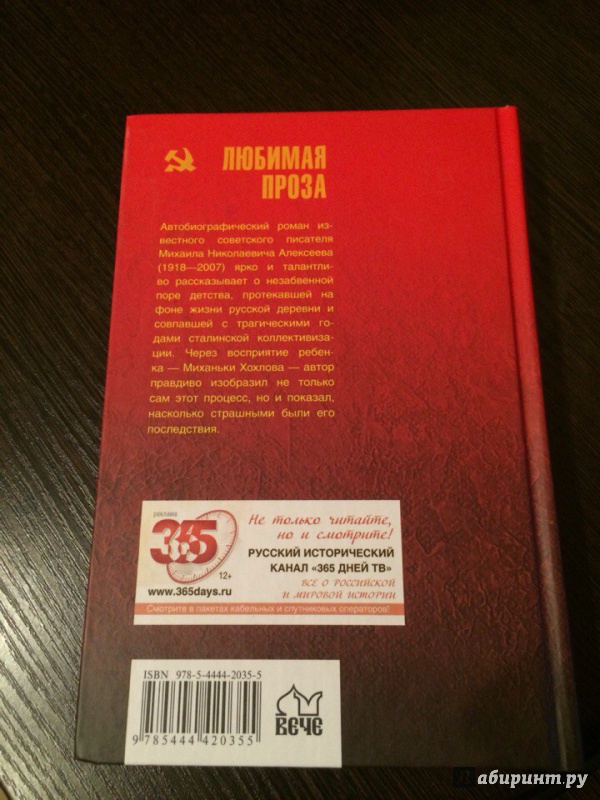 ЛЮБИМАЯ
ПРОЗА
Автобиографический роман из-
вестного советского писателя
Михаила Николаевича Алексеева
(1918—2007) ярко и талантли-
во рассказывает о незабвенной
поре детства, протекавшей на
фоне жизни русской деревни и
совпавшей с трагическими го-
дами сталинской коллективиза-
ции. Через восприятие ребен-
ка — Миханьки Хохлова — автор
правдиво изобразил не только
сам этот процесс, но и показал,
насколько страшными были его
последствия.
реклама
365
12+
www.365days.ru
Не только читайте,
но и смотрите!
РУССКИЙ ИСТОРИЧЕСКИЙ
КАНАЛ «365 ДНЕЙ ТВ»
ВСЕ О РОССИЙСКОЙ
И МИРОВОЙ ИСТОРИИ
Смотрите в пакетах кабельных и спутниковых операторов!
ISBN 978-5-4444-2035-5
9 785444 420355
ВЕЧЕ
Лабиринт.ру